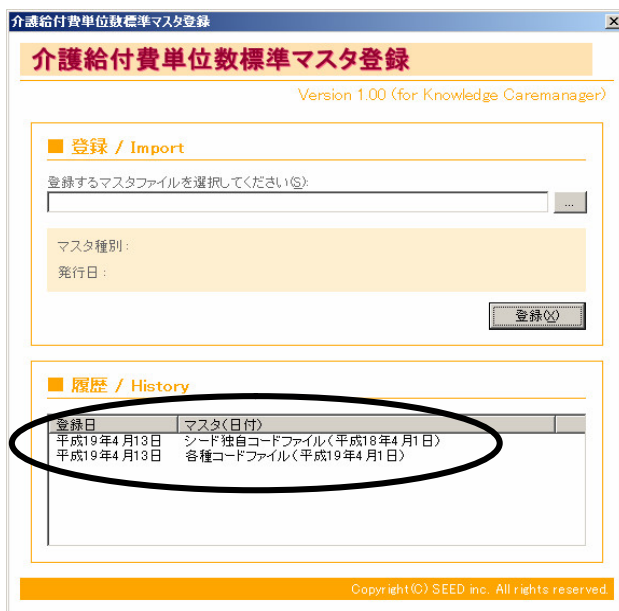 介護給付費単位数標準マスタ登録
介護給付費単位数標準マスタ登録
Version 1.00 (for Knowledge Caremanager)
■ 登録 / Import
登録するマスタファイルを選択してください(S):
...
マスタ種別:
発行日:
登録(X)
■ 履歴 / History
登録日 マスタ(日付)
平成19年4月13日 シード独自コードファイル(平成18年4月1日)
平成19年4月13日 各種コードファイル(平成19年4月1日)
Copyright(C) SEED inc. All rights reserved.